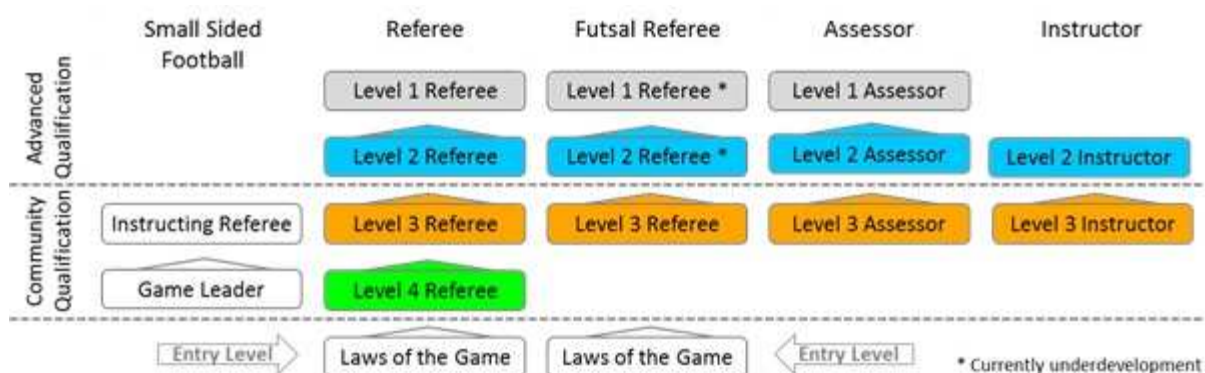 Small Sided Football
Referee
Futsal Referee
Assessor
Instructor
Advanced Qualification
Level 1 Referee
Level 1 Referee *
Level 1 Assessor
Level 2 Referee
Level 2 Referee *
Level 2 Assessor
Level 2 Instructor
Community Qualification
Instructing Referee
Level 3 Referee
Level 3 Referee
Level 3 Assessor
Level 3 Instructor
Game Leader
Level 4 Referee
Entry Level
Laws of the Game
Laws of the Game
Entry Level
* Currently underdevelopment